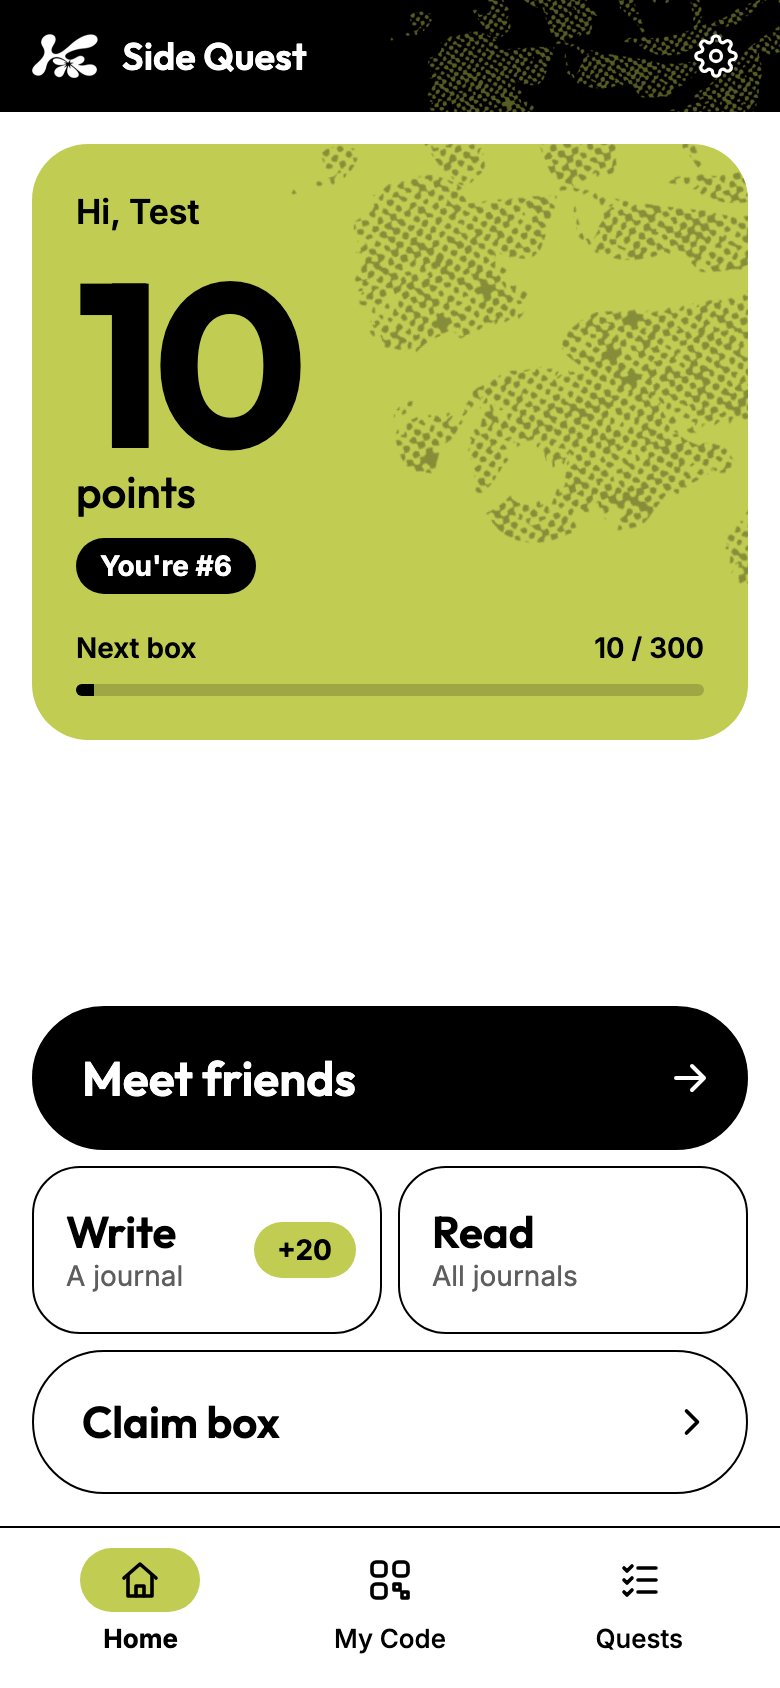 Side Quest
Hi, Test
10
points
You're #6
Next box 10 / 300
Meet friends
Write
A journal
+20
Read
All journals
Claim box
Home My Code Quests